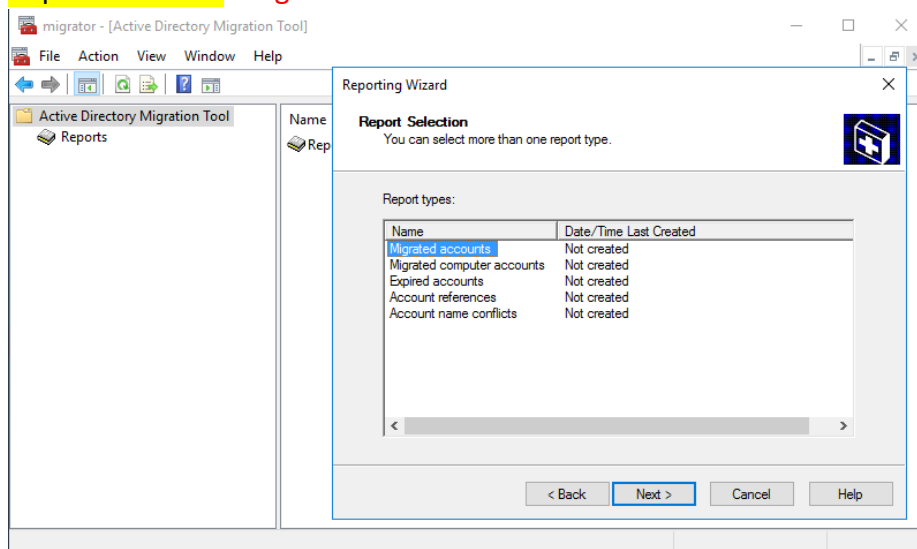 migrator - [Active Directory Migration Tool]
File Action View Window Help
Active Directory Migration Tool
Reports
Name
Rep
Reporting Wizard
Report Selection
You can select more than one report type.
Report types:
Name Date/Time Last Created
Migrated accounts Not created
Migrated computer accounts Not created
Expired accounts Not created
Account references Not created
Account name conflicts Not created
< Back Next > Cancel Help